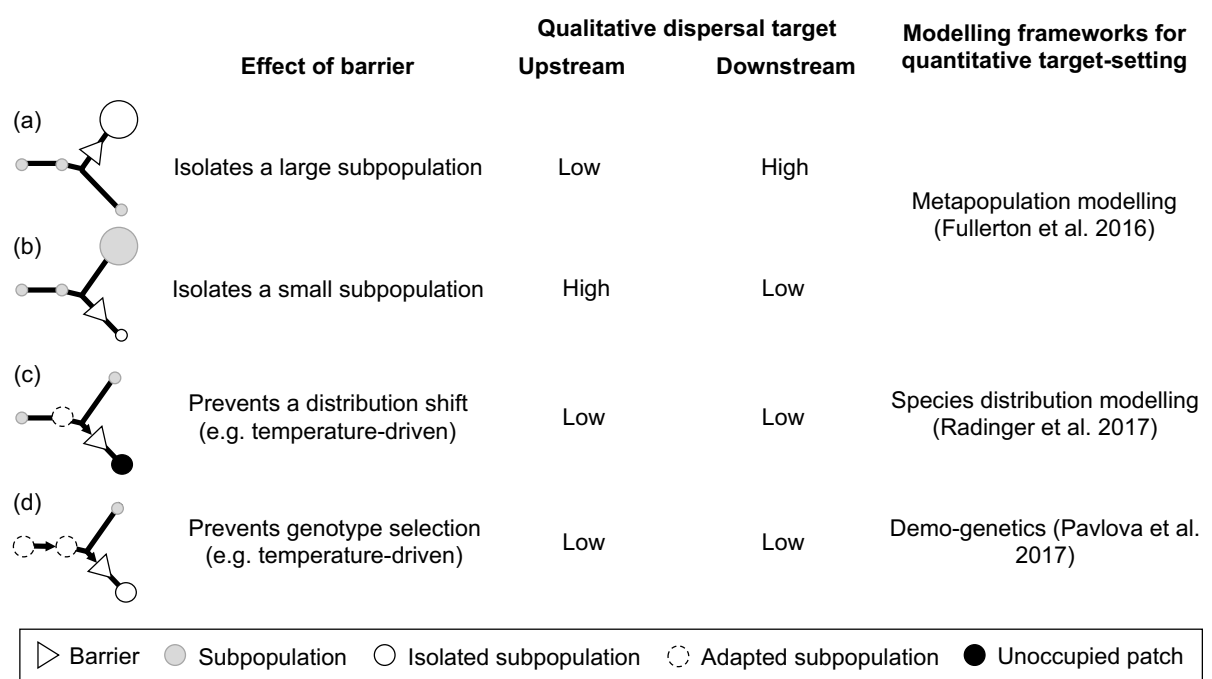 Qualitative dispersal target
Modelling frameworks for
quantitative target-setting
Effect of barrier
Upstream
Downstream
(a)
Isolates a large subpopulation
Low
High
Metapopulation modelling
(Fullerton et al. 2016)
(b)
Isolates a small subpopulation
High
Low
(c)
Prevents a distribution shift
(e.g. temperature-driven)
Low
Low
Species distribution modelling
(Radinger et al. 2017)
(d)
Prevents genotype selection
(e.g. temperature-driven)
Low
Low
Demo-genetics (Pavlova et al.
2017)
Barrier
Subpopulation
Isolated subpopulation
Adapted subpopulation
Unoccupied patch